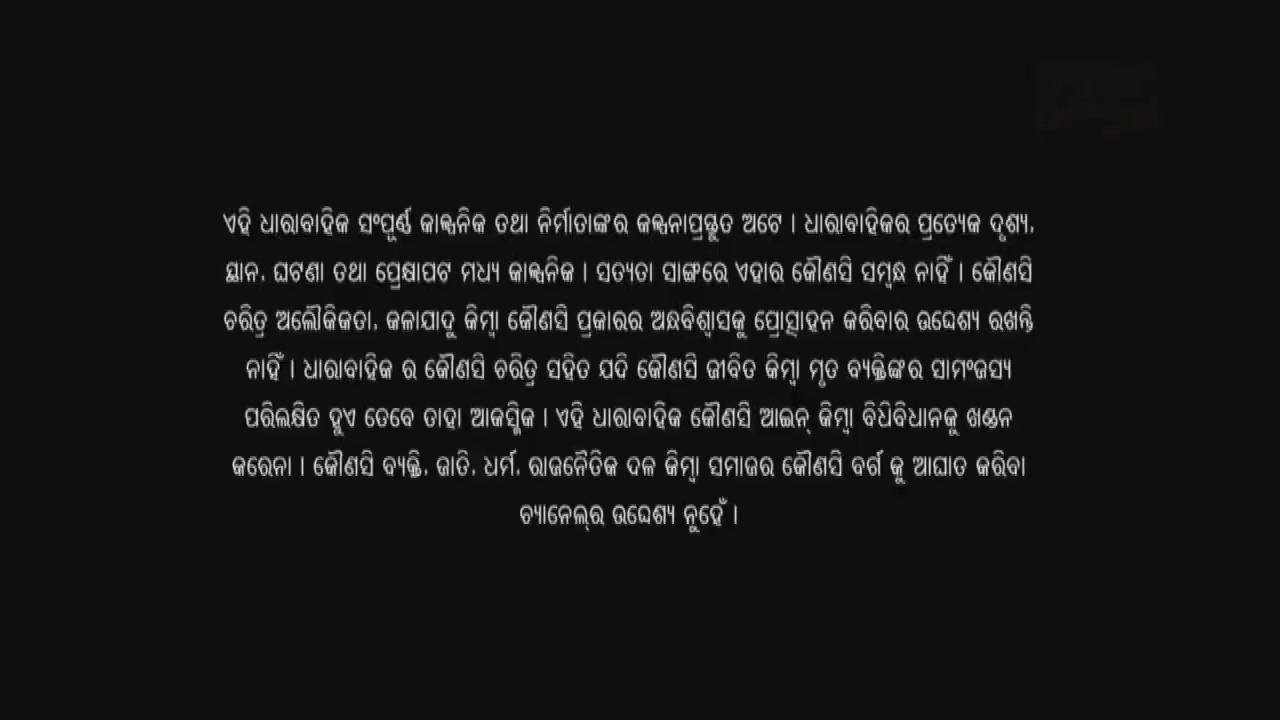 ଏହି ଧାରାବାହିକ ସଂପୂର୍ଣ୍ଣ କାଳ୍ପନିକ ତଥା ନିର୍ମାତାଙ୍କର କଳ୍ପନାପ୍ରସ୍ଥୁତ ଅଟେ । ଧାରାବାହିକର ପ୍ରତ୍ୟେକ ଦୃଶ୍ୟ,
ସ୍ଥାନ, ଘଟଣା ତଥା ପ୍ରେକ୍ଷାପଟ ମଧ୍ୟ କାଳ୍ପନିକ । ସତ୍ୟତା ସାଙ୍ଗରେ ଏହାର କୌଣସି ସମ୍ବନ୍ଧ ନାହିଁ । କୌଣସି
ଚରିତ୍ର ଅଲୌକିକତା, କଳାଯାଦୁ କିମ୍ବା କୌଣସି ପ୍ରକାରର ଅନ୍ଧବିଶ୍ୱାସକୁ ପ୍ରୋତ୍ସାହନ କରିବାର ଉଦ୍ଦେଶ୍ୟ ରଖନ୍ତି
ନାହିଁ । ଧାରାବାହିକ ର କୌଣସି ଚରିତ୍ର ସହିତ ଯଦି କୌଣସି ଜୀବିତ କିମ୍ବା ମୃତ ବ୍ୟକ୍ତିଙ୍କର ସାମଂଜସ୍ୟ
ପରିଲକ୍ଷିତ ହୁଏ ତେବେ ତାହା ଆକସ୍ମିକ । ଏହି ଧାରାବାହିକ କୌଣସି ଆଇନ୍ କିମ୍ବା ବିଧିବିଧାନକୁ ଖଣ୍ଡନ
କରେନା । କୌଣସି ବ୍ୟକ୍ତି, ଜାତି, ଧର୍ମ, ରାଜନୈତିକ ଦଳ କିମ୍ବା ସମାଜର କୌଣସି ବର୍ଗ କୁ ଆଘାତ କରିବା
ଚ୍ୟାନେଲ୍‌ର ଉଦ୍ଦେଶ୍ୟ ନୁହେଁ ।